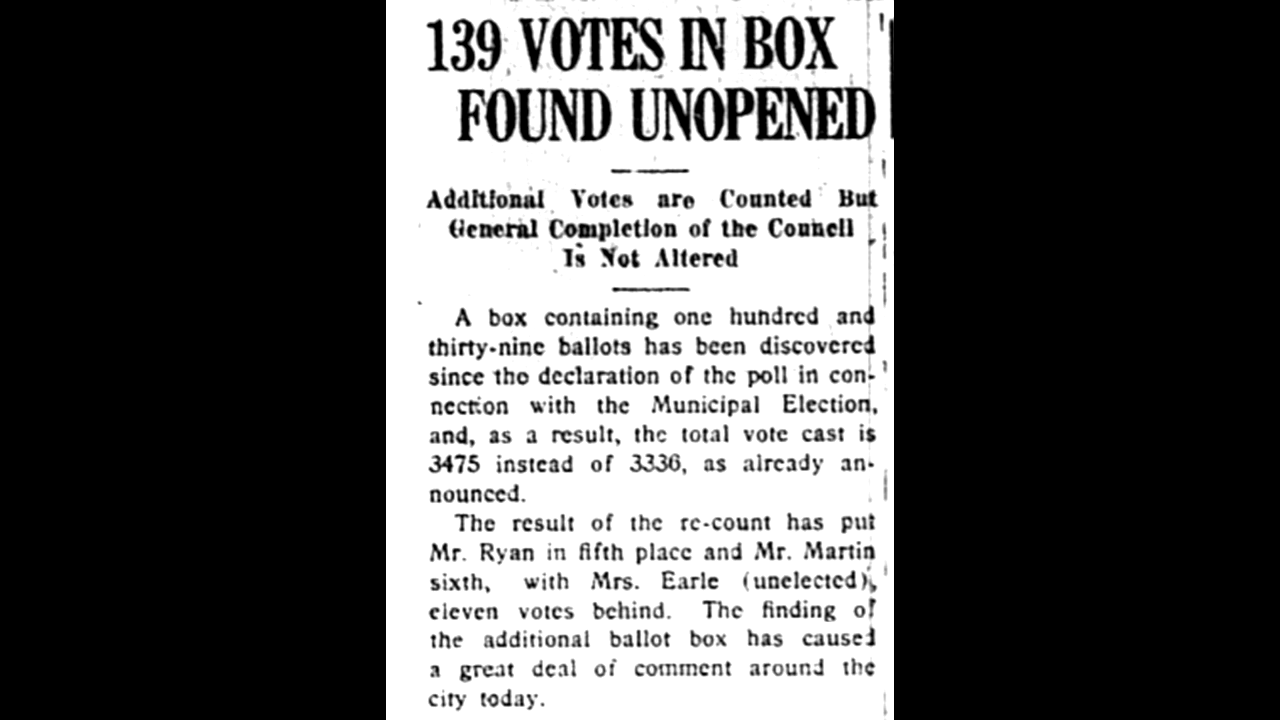 139 VOTES IN BOX
FOUND UNOPENED
Additional Votes are Counted But
General Completion of the Council
Is Not Altered
A box containing one hundred and
thirty-nine ballots has been discovered
since the declaration of the poll in con-
nection with the Municipal Election,
and, as a result, the total vote cast is
3475 instead of 3336, as already an-
nounced.
The result of the re-count has put
Mr. Ryan in fifth place and Mr. Martin
sixth, with Mrs. Earle (unelected),
eleven votes behind. The finding of
the additional ballot box has caused
a great deal of comment around the
city today.